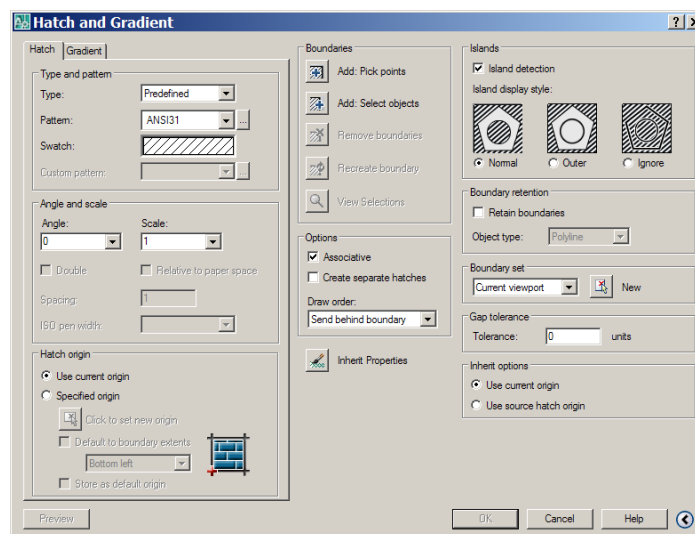 Hatch and Gradient
Hatch
Gradient
Type and pattern
Type:
Predefined
Pattern:
ANSI31
...
Swatch:
Custom pattern:
...
Angle and scale
Angle:
Scale:
0
1
Double
Relative to paper space
Spacing:
1
ISO pen width:
Hatch origin
Use current origin
Specified origin
Click to set new origin
Default to boundary extents
Bottom left
Store as default origin
Preview
Boundaries
Add: Pick points
Add: Select objects
Remove boundaries
Recreate boundary
View Selections
Options
Associative
Create separate hatches
Draw order:
Send behind boundary
Inherit Properties
Islands
Island detection
Island display style:
Normal
Outer
Ignore
Boundary retention
Retain boundaries
Object type:
Polyline
Boundary set
Current viewport
New
Gap tolerance
Tolerance:
0
units
Inherit options
Use current origin
Use source hatch origin
OK
Cancel
Help